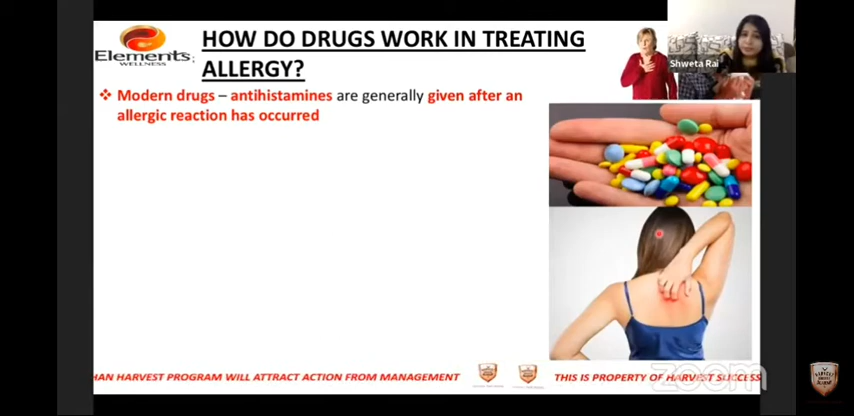 Elements
WELLNESS
HOW DO DRUGS WORK IN TREATING
ALLERGY?
Shweta Rai
❖ Modern drugs – antihistamines are generally given after an
allergic reaction has occurred
HAN HARVEST PROGRAM WILL ATTRACT ACTION FROM MANAGEMENT
THIS IS PROPERTY OF HARVEST SUCCESS
zoom